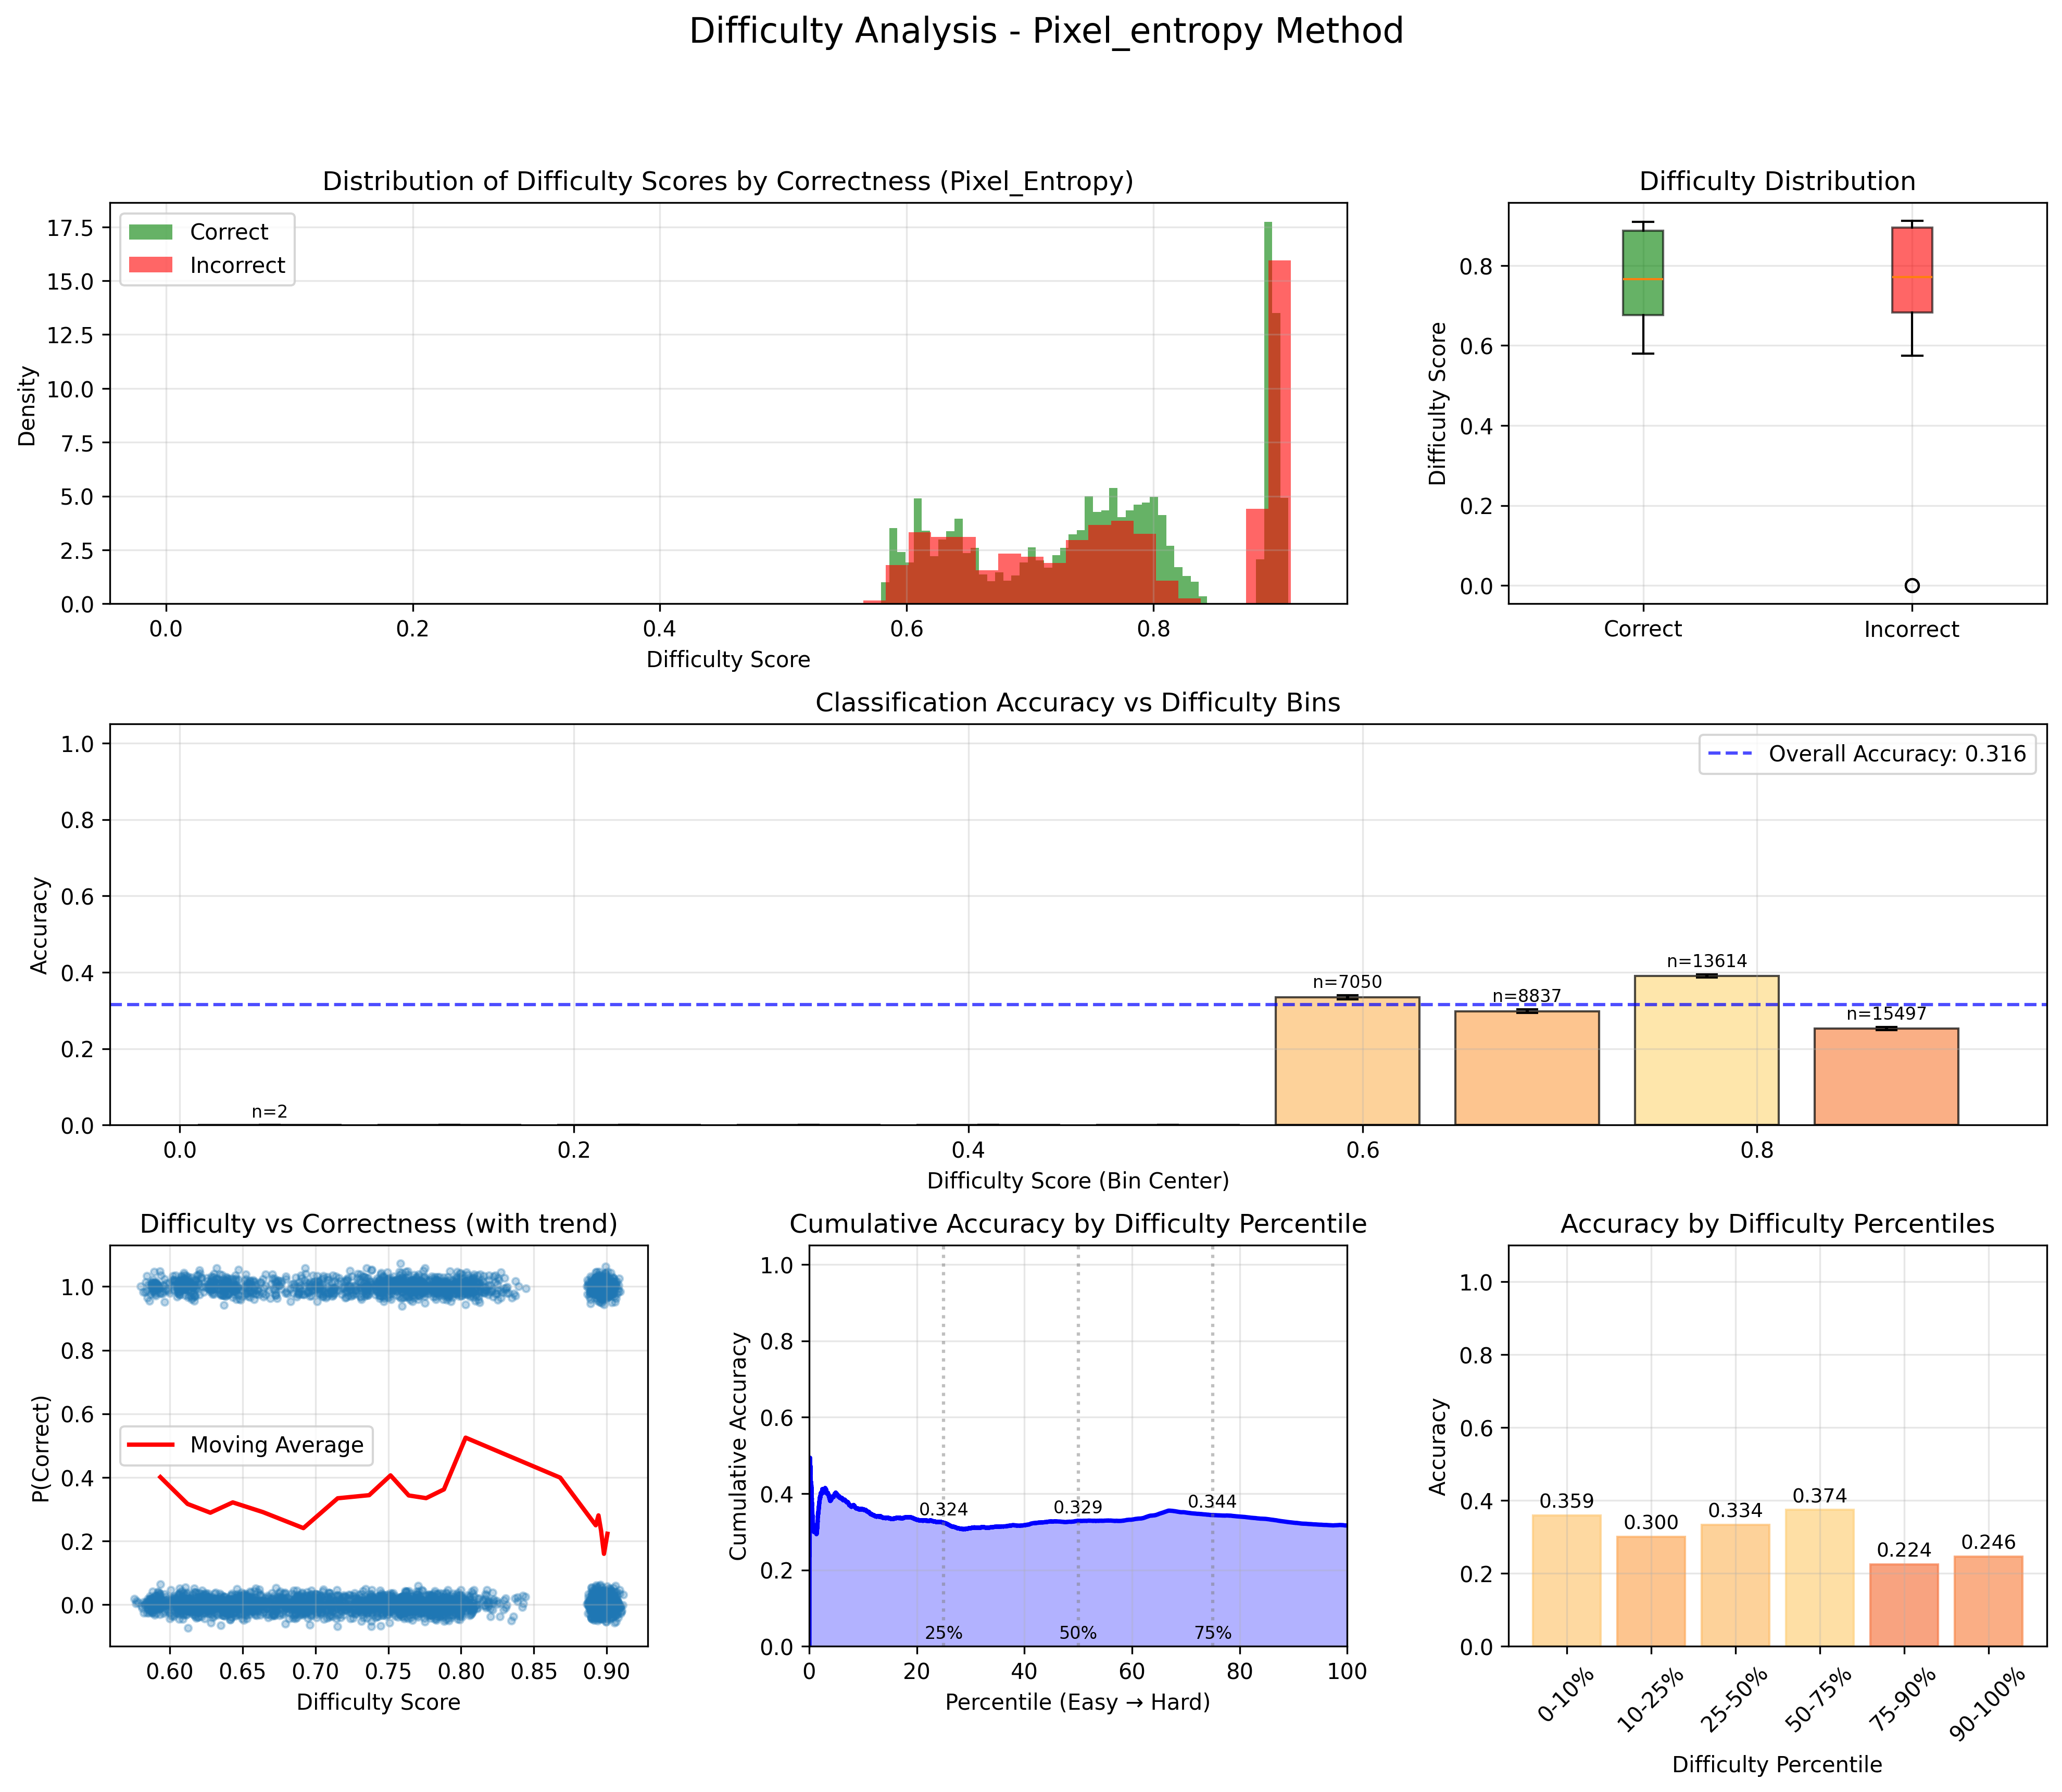 Difficulty Analysis - Pixel_entropy Method
Distribution of Difficulty Scores by Correctness (Pixel_Entropy)
Density
17.5
15.0
12.5
10.0
7.5
5.0
2.5
0.0
Correct
Incorrect
0.0 0.2 0.4 0.6 0.8
Difficulty Score
Difficulty Distribution
Difficulty Score
0.8
0.6
0.4
0.2
0.0
Correct Incorrect
Classification Accuracy vs Difficulty Bins
Accuracy
1.0
0.8
0.6
0.4
0.2
0.0
Overall Accuracy: 0.316
n=2
n=7050
n=8837
n=13614
n=15497
0.0 0.2 0.4 0.6 0.8
Difficulty Score (Bin Center)
Difficulty vs Correctness (with trend)
P(Correct)
1.0
0.8
0.6
0.4
0.2
0.0
Moving Average
0.60 0.65 0.70 0.75 0.80 0.85 0.90
Difficulty Score
Cumulative Accuracy by Difficulty Percentile
Cumulative Accuracy
1.0
0.8
0.6
0.4
0.2
0.0
0.324 0.329 0.344
25% 50% 75%
0 20 40 60 80 100
Percentile (Easy → Hard)
Accuracy by Difficulty Percentiles
Accuracy
1.0
0.8
0.6
0.4
0.2
0.0
0.359 0.300 0.334 0.374 0.224 0.246
0-10% 10-25% 25-50% 50-75% 75-90% 90-100%
Difficulty Percentile